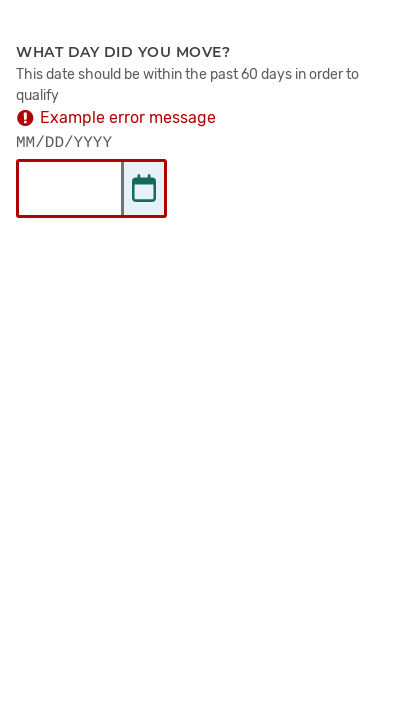 WHAT DAY DID YOU MOVE?
This date should be within the past 60 days in order to
qualify
Example error message
MM/DD/YYYY